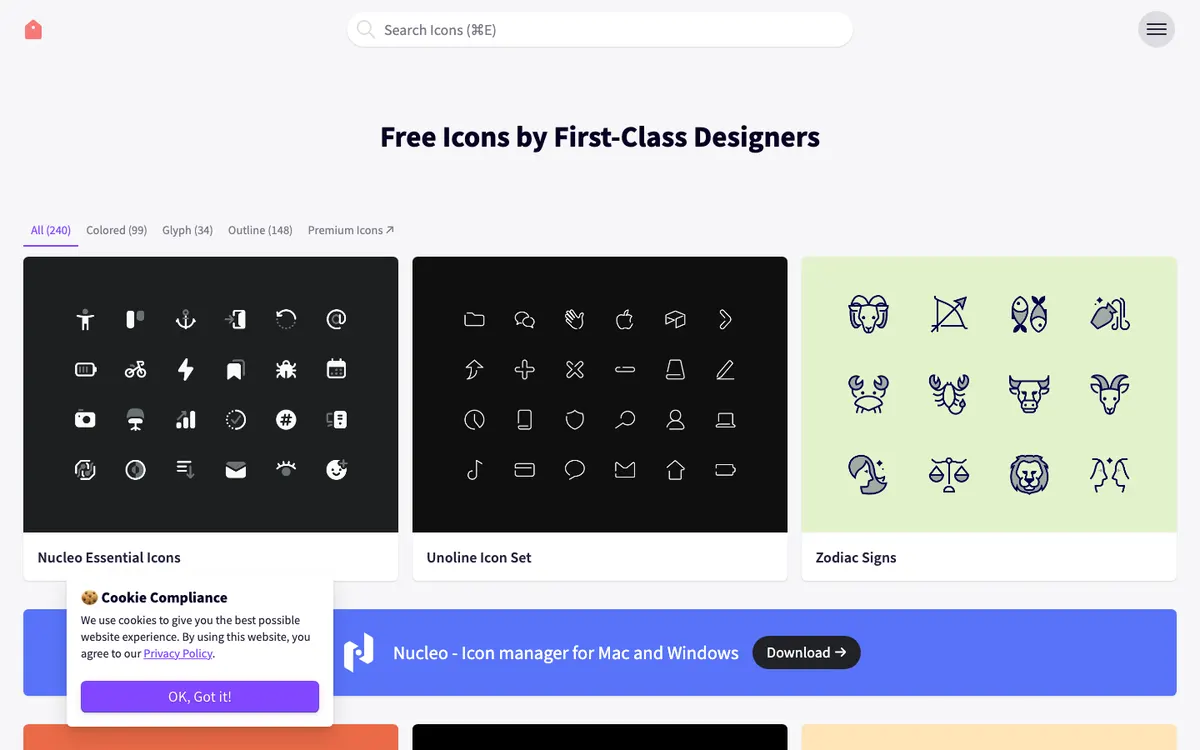 Search Icons (⌘E)
Free Icons by First-Class Designers
All (240) Colored (99) Glyph (34) Outline (148) Premium Icons ↗
Nucleo Essential Icons
Unoline Icon Set
Zodiac Signs
🍪 Cookie Compliance
We use cookies to give you the best possible
website experience. By using this website, you
agree to our Privacy Policy.
OK, Got it!
Nucleo - Icon manager for Mac and Windows
Download →